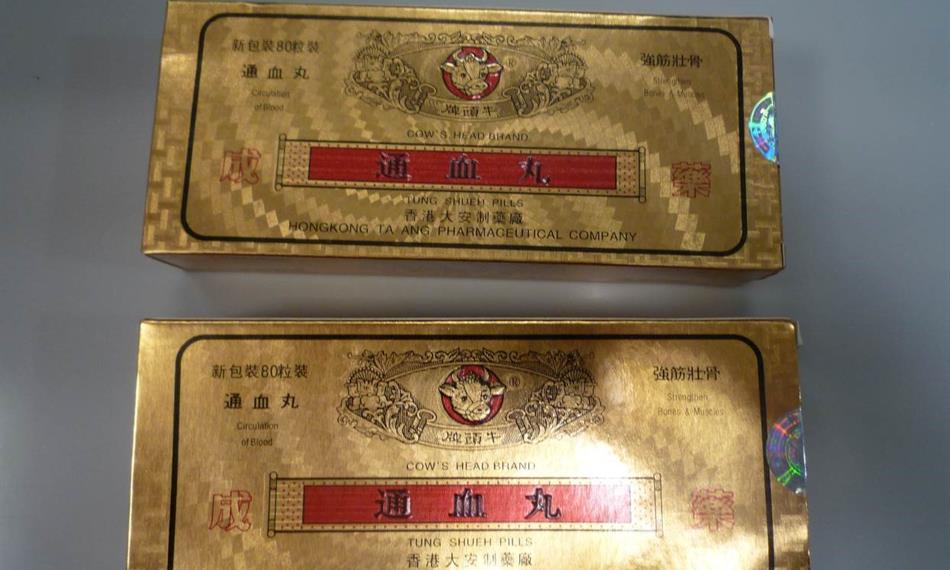 新包裝80粒裝
通血丸
Circulation
of Blood
®
牌頭牛
強筋壯骨
Strengthen
Bones & Muscles
COW'S HEAD BRAND
成
通血丸
藥
TUNG SHUEH PILLS
香港大安制藥廠
HONGKONG TA ANG PHARMACEUTICAL COMPANY
新包裝80粒裝
通血丸
Circulation
of Blood
®
牌頭牛
強筋壯骨
Strengthen
Bones & Muscles
COW'S HEAD BRAND
成
通血丸
藥
TUNG SHUEH PILLS
香港大安制藥廠